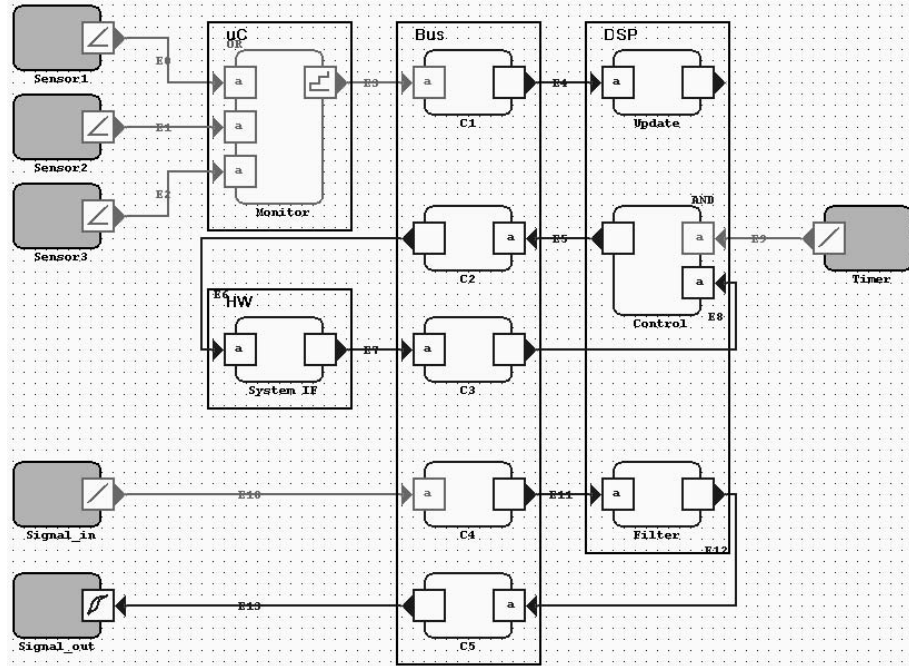 uC
Bus
DSP
OR
E0
a
E3
a
E4
a
Sensor1
C1
Update
E1
a
Sensor2
E2
a
Monitor
AND
Sensor3
E5
a
a
E9
C2
Timer
E6
HW
a
Control
E8
a
E7
a
System IF
C3
E10
a
E11
a
Signal_in
C4
Filter
E12
E13
a
Signal_out
C5